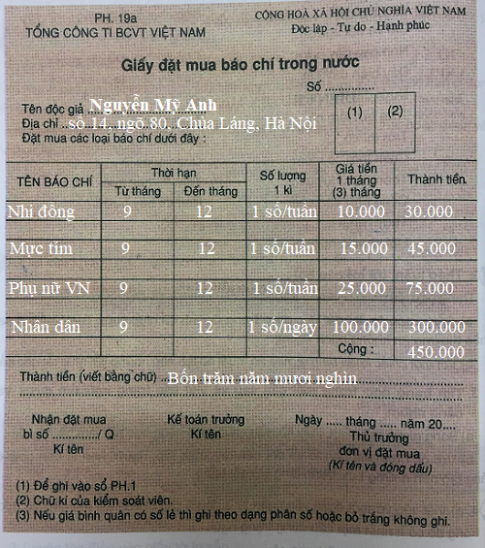 PH. 19a
TỔNG CÔNG TI BCVT VIỆT NAM
CỘNG HOÀ XÃ HỘI CHỦ NGHĨA VIỆT NAM
Độc lập - Tự do - Hạnh phúc
Giấy đặt mua báo chí trong nước
Số ...............
Tên độc giả Nguyễn Mỹ Anh
Địa chỉ ..số 14, ngõ 80, Chùa Láng, Hà Nội
Đặt mua các loại báo chí dưới đây :
(1) (2)
TÊN BÁO CHÍ Thời hạn Từ tháng Đến tháng Số lượng 1 kì Giá tiền 1 tháng (3) tháng Thành tiền
Nhi đồng 9 12 1 số/tuần 10.000 30.000
Mực tím 9 12 1 số/tuần 15.000 45.000
Phụ nữ VN 9 12 1 số/tuần 25.000 75.000
Nhân dân 9 12 1 số/ngày 100.000 300.000
Cộng : 450.000
Thành tiền (viết bằng chữ) ..Bốn trăm năm mươi nghìn
Nhận đặt mua
bì số ............/ Q
Kí tên
Kế toán trưởng
Kí tên
Ngày ..... tháng ..... năm 20....
Thủ trưởng
đơn vị đặt mua
(Kí tên và đóng dấu)
(1) Để ghi vào sổ PH.1
(2) Chữ kí của kiểm soát viên.
(3) Nếu giá bình quân có số lẻ thì ghi theo dạng phân số hoặc bỏ trắng không ghi.